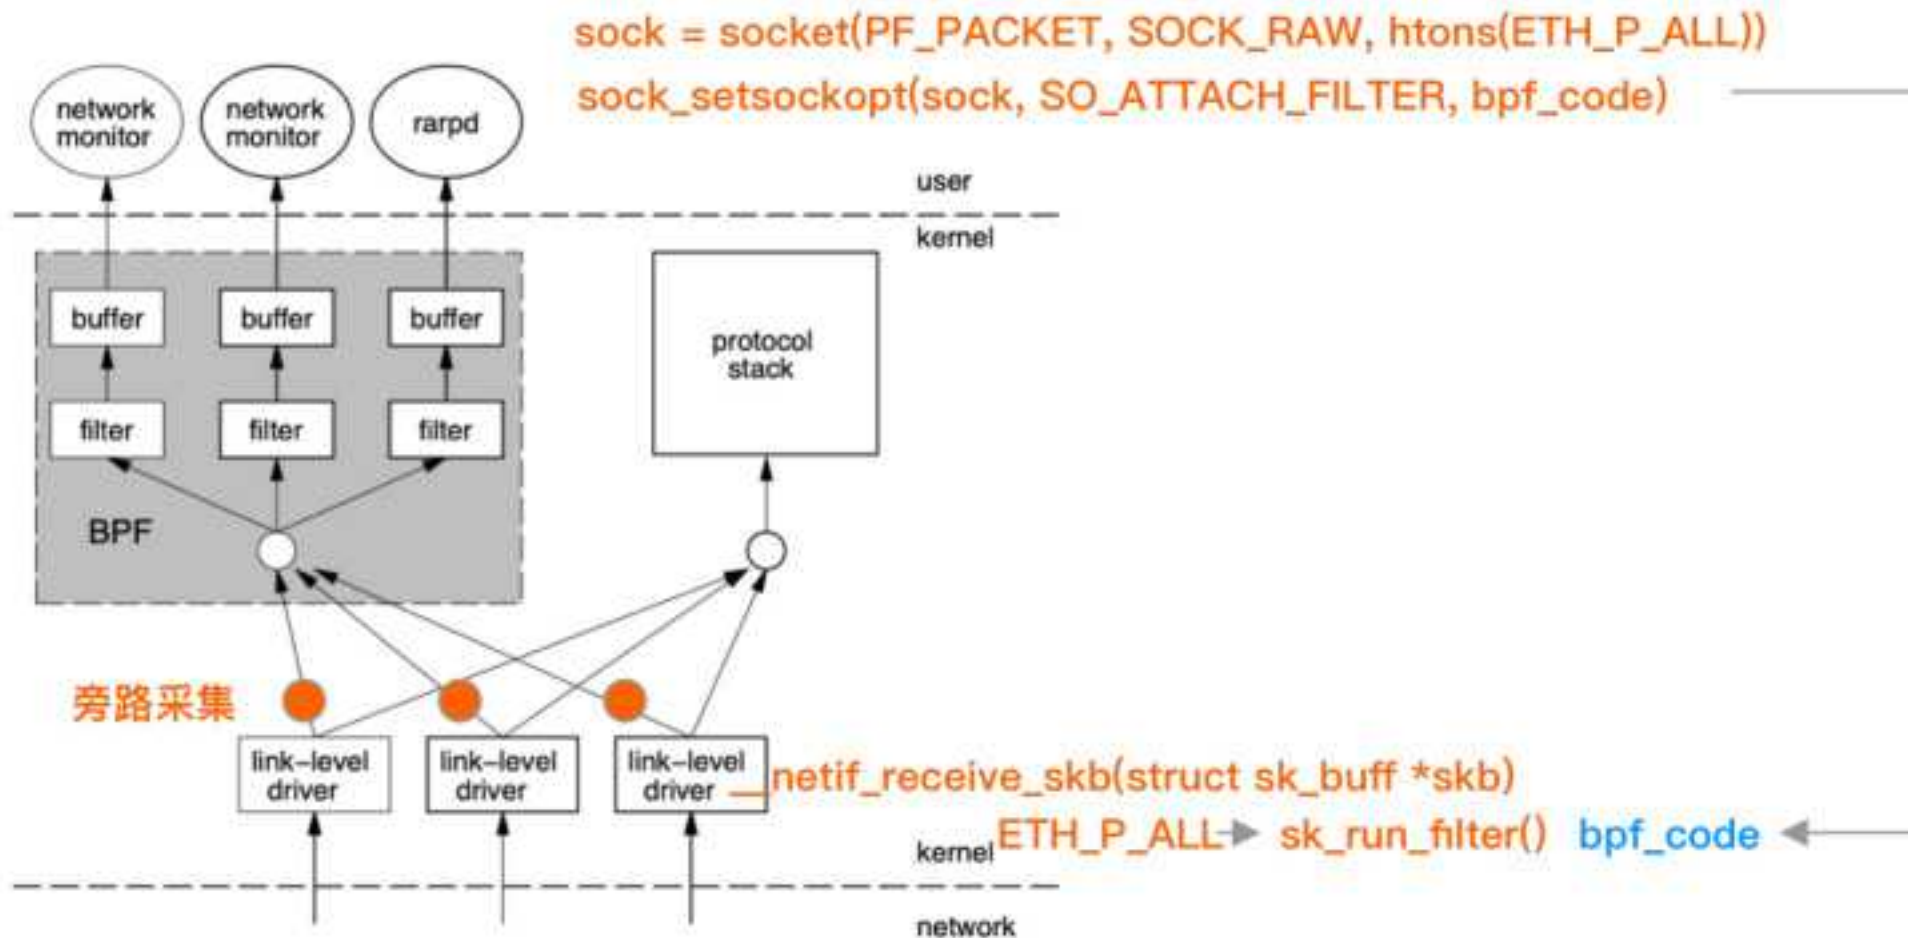 sock = socket(PF_PACKET, SOCK_RAW, htons(ETH_P_ALL))
sock_setsockopt(sock, SO_ATTACH_FILTER, bpf_code)
network
monitor
network
monitor
rarpd
user
kernel
buffer
buffer
buffer
protocol
stack
filter
filter
filter
BPF
旁路采集
link-level
driver
link-level
driver
link-level
driver
__netif_receive_skb(struct sk_buff *skb)
ETH_P_ALL
sk_run_filter()
bpf_code
kernel
network